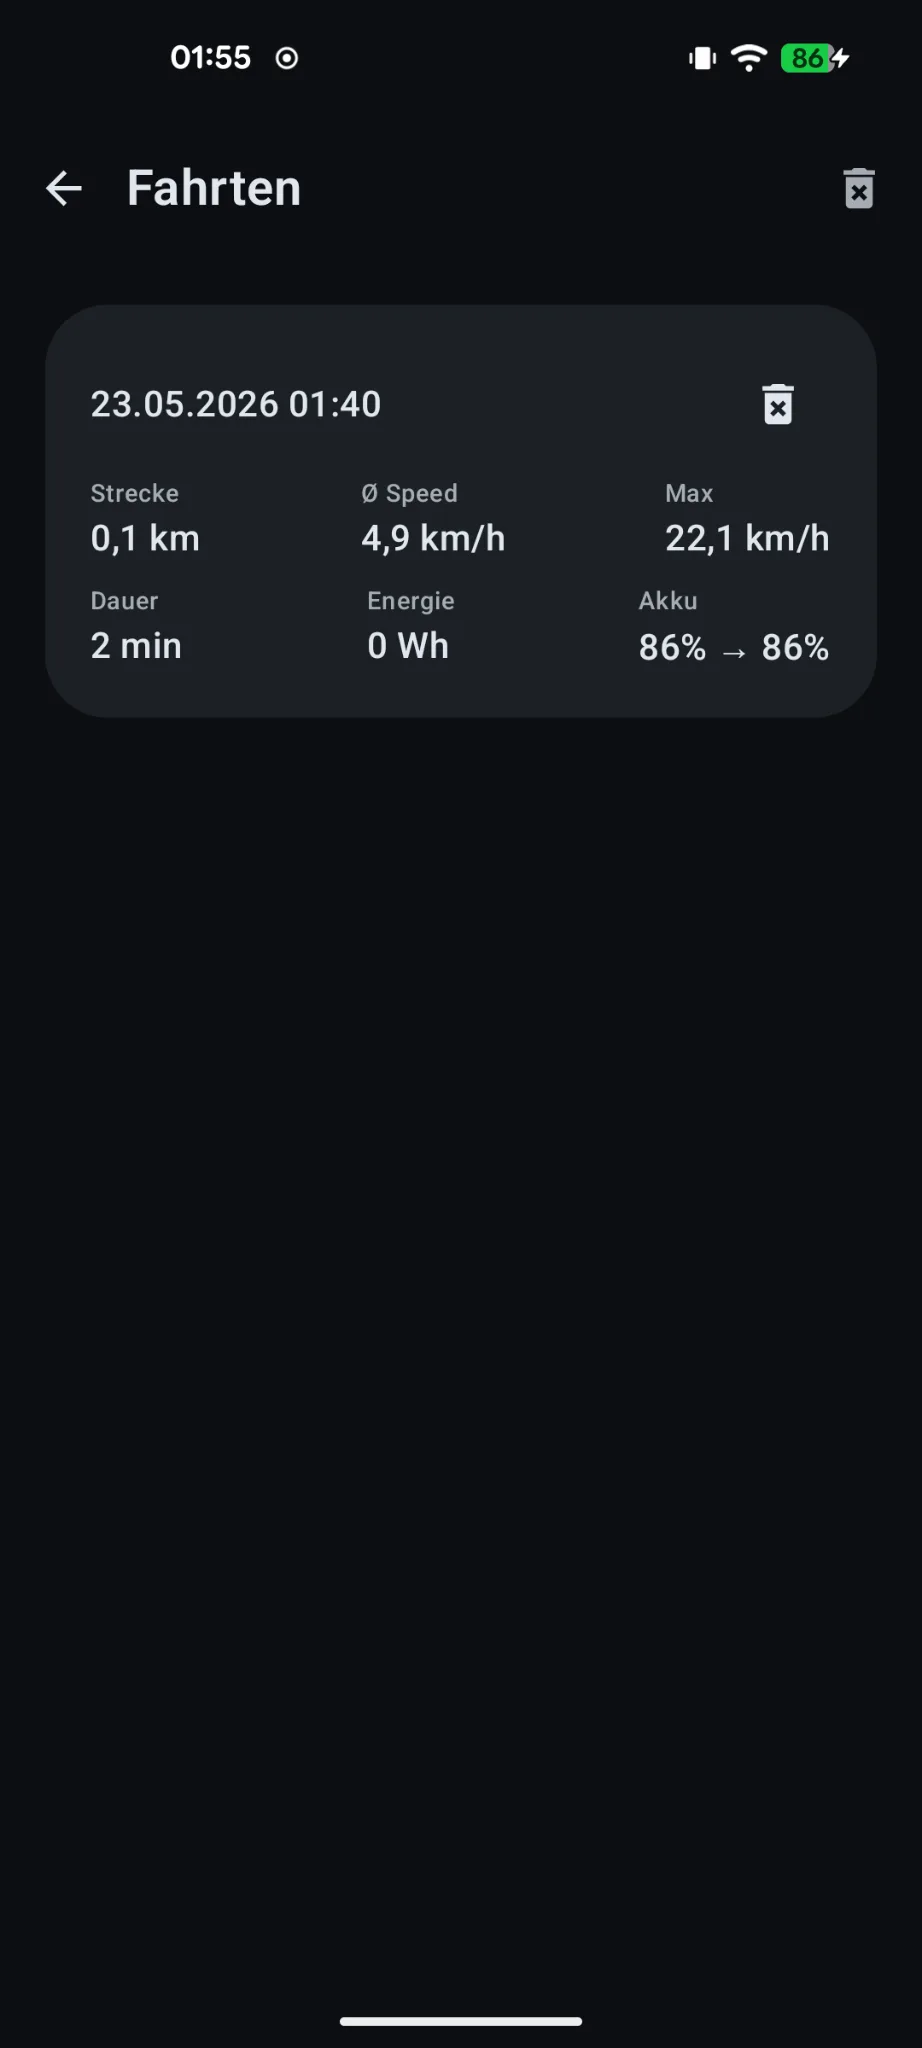 01:55
86
Fahrten
23.05.2026 01:40
Strecke Ø Speed Max
0,1 km 4,9 km/h 22,1 km/h
Dauer Energie Akku
2 min 0 Wh 86% → 86%